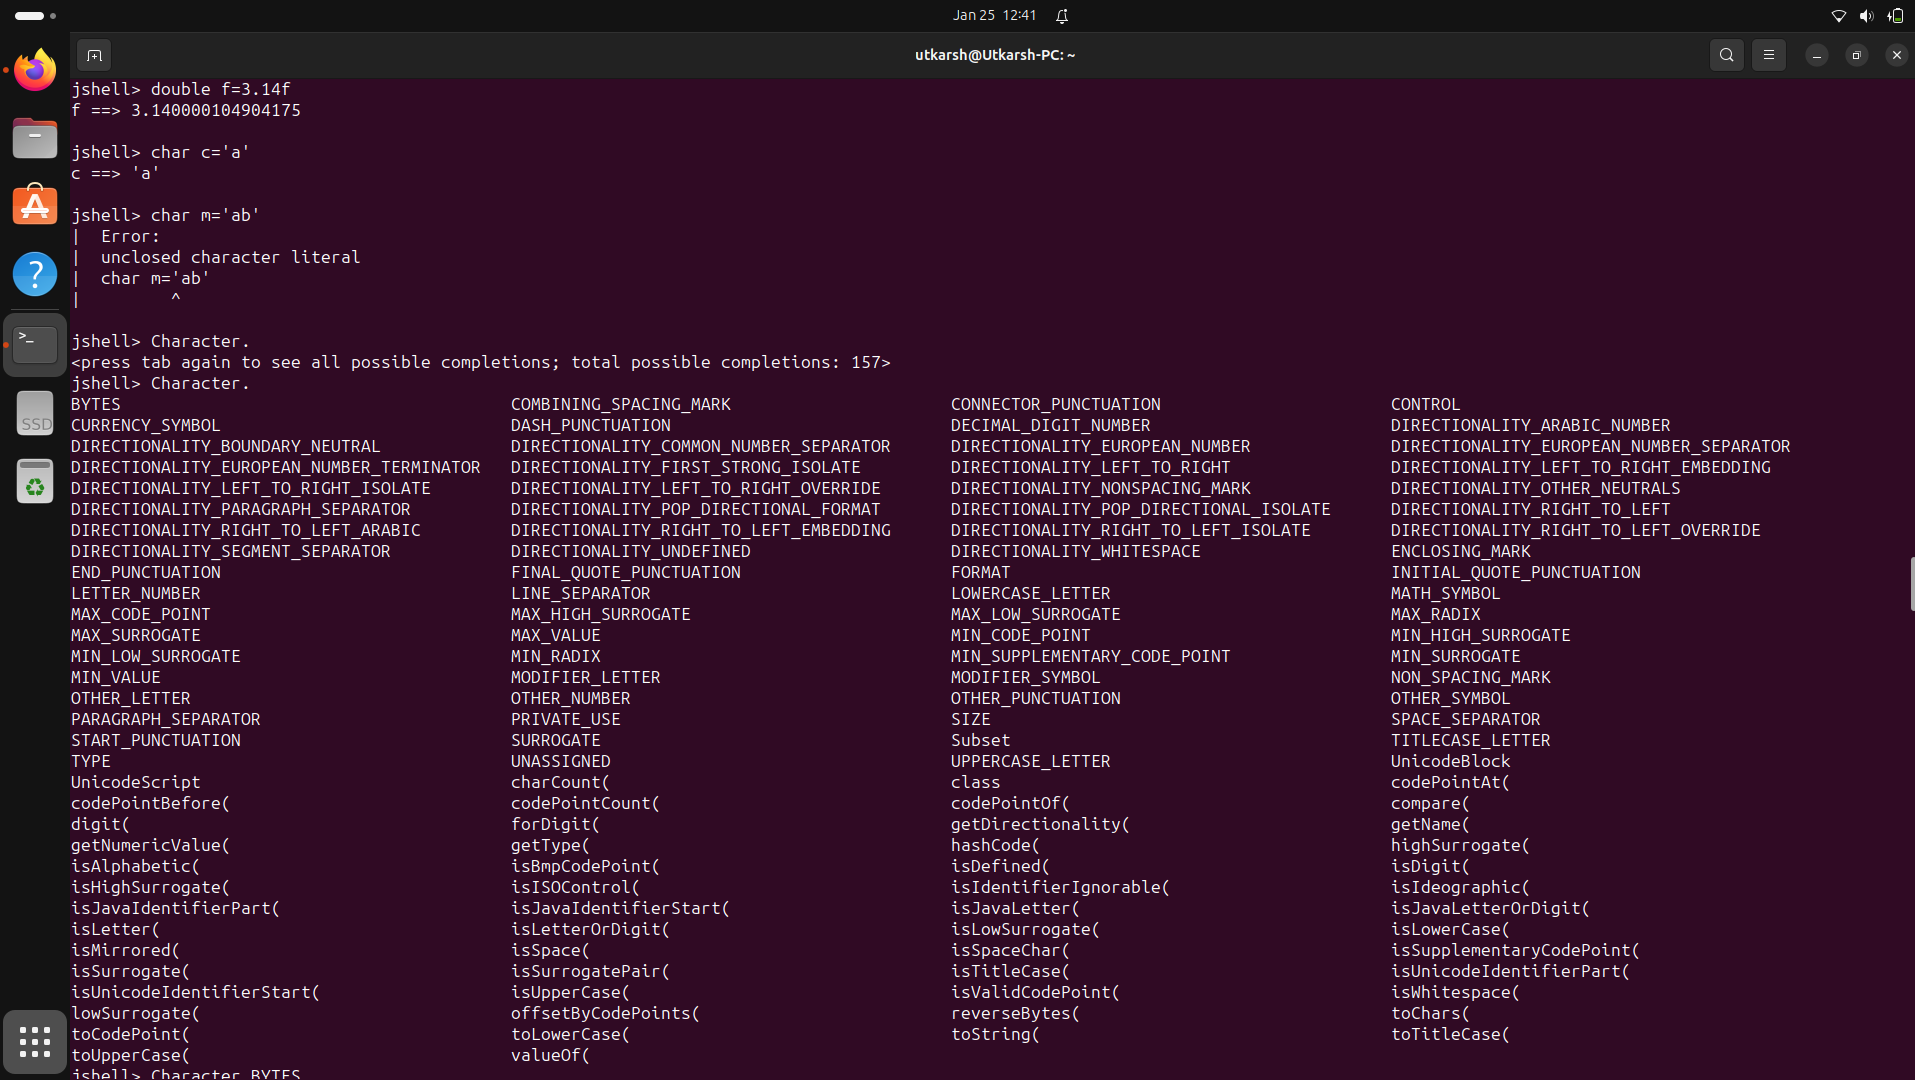 Jan 25 12:41
utkarsh@Utkarsh-PC: ~
jshell> double f=3.14f
f ==> 3.140000104904175
jshell> char c='a'
c ==> 'a'
jshell> char m='ab'
| Error:
| unclosed character literal
| char m='ab'
| ^
jshell> Character.
<press tab again to see all possible completions; total possible completions: 157>
jshell> Character.
BYTES COMBINING_SPACING_MARK CONNECTOR_PUNCTUATION CONTROL
CURRENCY_SYMBOL DASH_PUNCTUATION DECIMAL_DIGIT_NUMBER DIRECTIONALITY_ARABIC_NUMBER
DIRECTIONALITY_BOUNDARY_NEUTRAL DIRECTIONALITY_COMMON_NUMBER_SEPARATOR DIRECTIONALITY_EUROPEAN_NUMBER DIRECTIONALITY_EUROPEAN_NUMBER_SEPARATOR
DIRECTIONALITY_EUROPEAN_NUMBER_TERMINATOR DIRECTIONALITY_FIRST_STRONG_ISOLATE DIRECTIONALITY_LEFT_TO_RIGHT DIRECTIONALITY_LEFT_TO_RIGHT_EMBEDDING
DIRECTIONALITY_LEFT_TO_RIGHT_ISOLATE DIRECTIONALITY_LEFT_TO_RIGHT_OVERRIDE DIRECTIONALITY_NONSPACING_MARK DIRECTIONALITY_OTHER_NEUTRALS
DIRECTIONALITY_PARAGRAPH_SEPARATOR DIRECTIONALITY_POP_DIRECTIONAL_FORMAT DIRECTIONALITY_POP_DIRECTIONAL_ISOLATE DIRECTIONALITY_RIGHT_TO_LEFT
DIRECTIONALITY_RIGHT_TO_LEFT_ARABIC DIRECTIONALITY_RIGHT_TO_LEFT_EMBEDDING DIRECTIONALITY_RIGHT_TO_LEFT_ISOLATE DIRECTIONALITY_RIGHT_TO_LEFT_OVERRIDE
DIRECTIONALITY_SEGMENT_SEPARATOR DIRECTIONALITY_UNDEFINED DIRECTIONALITY_WHITESPACE ENCLOSING_MARK
END_PUNCTUATION FINAL_QUOTE_PUNCTUATION FORMAT INITIAL_QUOTE_PUNCTUATION
LETTER_NUMBER LINE_SEPARATOR LOWERCASE_LETTER MATH_SYMBOL
MAX_CODE_POINT MAX_HIGH_SURROGATE MAX_LOW_SURROGATE MAX_RADIX
MAX_SURROGATE MAX_VALUE MIN_CODE_POINT MIN_HIGH_SURROGATE
MIN_LOW_SURROGATE MIN_RADIX MIN_SUPPLEMENTARY_CODE_POINT MIN_SURROGATE
MIN_VALUE MODIFIER_LETTER MODIFIER_SYMBOL NON_SPACING_MARK
OTHER_LETTER OTHER_NUMBER OTHER_PUNCTUATION OTHER_SYMBOL
PARAGRAPH_SEPARATOR PRIVATE_USE SIZE SPACE_SEPARATOR
START_PUNCTUATION SURROGATE Subset TITLECASE_LETTER
TYPE UNASSIGNED UPPERCASE_LETTER UnicodeBlock
UnicodeScript charCount( class codePointAt(
codePointBefore( codePointCount( codePointOf( compare(
digit( forDigit( getDirectionality( getName(
getNumericValue( getType( hashCode( highSurrogate(
isAlphabetic( isBmpCodePoint( isDefined( isDigit(
isHighSurrogate( isISOControl( isIdentifierIgnorable( isIdeographic(
isJavaIdentifierPart( isJavaIdentifierStart( isJavaLetter( isJavaLetterOrDigit(
isLetter( isLetterOrDigit( isLowSurrogate( isLowerCase(
isMirrored( isSpace( isSpaceChar( isSupplementaryCodePoint(
isSurrogate( isSurrogatePair( isTitleCase( isUnicodeIdentifierPart(
isUnicodeIdentifierStart( isUpperCase( isValidCodePoint( isWhitespace(
lowSurrogate( offsetByCodePoints( reverseBytes( toChars(
toCodePoint( toLowerCase( toString( toTitleCase(
toUpperCase( valueOf(
jshell> Character.BYTES
SSD